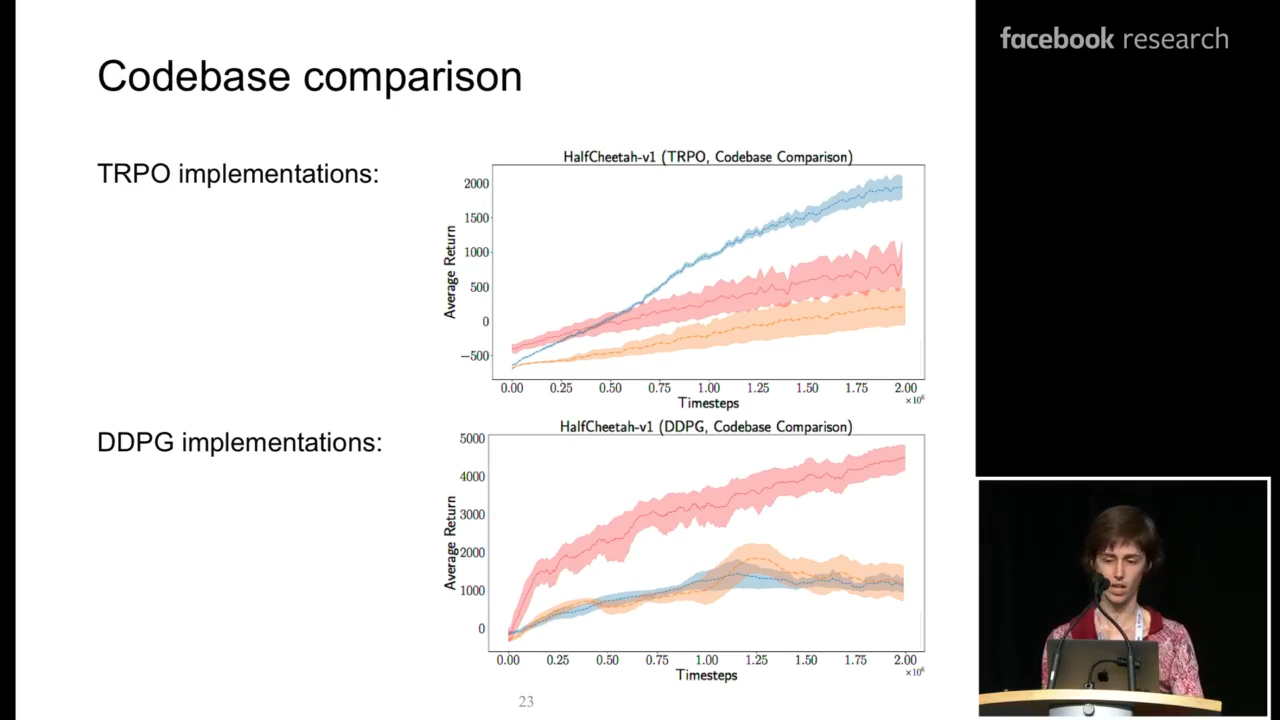 facebook research
Codebase comparison
TRPO implementations:
HalfCheetah-v1 (TRPO, Codebase Comparison)
2000
1500
1000
500
0
−500
Average Return
0.00 0.25 0.50 0.75 1.00 1.25 1.50 1.75 2.00
×10⁶
Timesteps
DDPG implementations:
HalfCheetah-v1 (DDPG, Codebase Comparison)
5000
4000
3000
2000
1000
0
Average Return
0.00 0.25 0.50 0.75 1.00 1.25 1.50 1.75 2.00
×10⁶
Timesteps
23